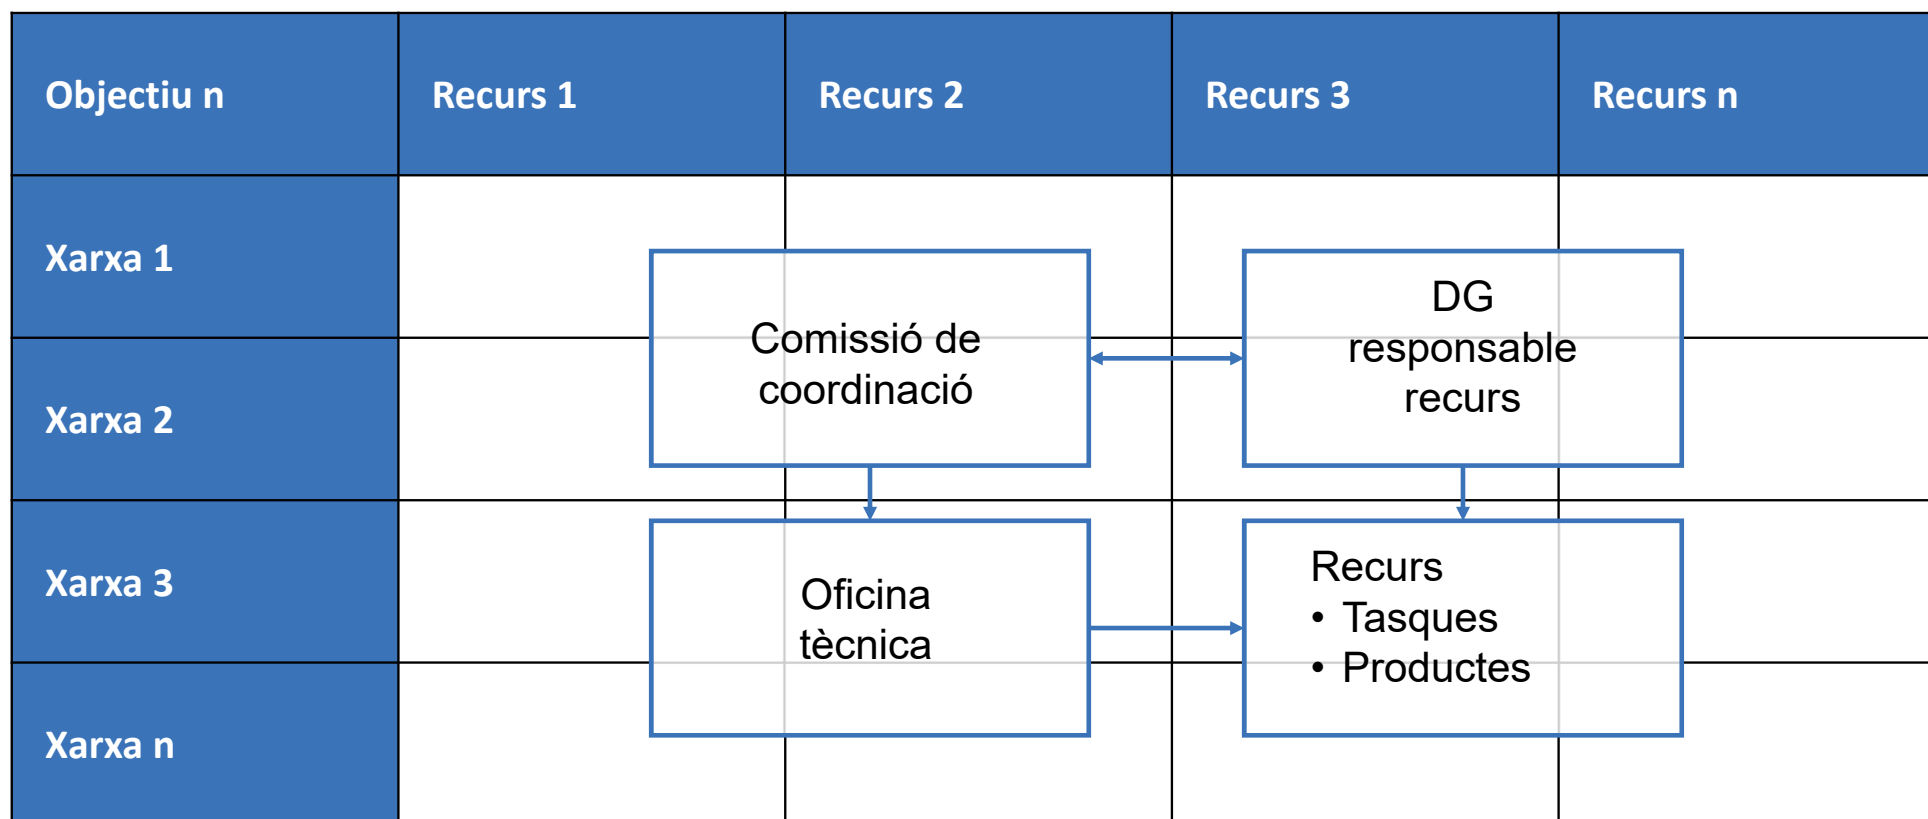 Objectiu n
Recurs 1
Recurs 2
Recurs 3
Recurs n
Xarxa 1
Xarxa 2
Xarxa 3
Xarxa n
Comissió de
coordinació
DG
responsable
recurs
Oficina
tècnica
Recurs
• Tasques
• Productes